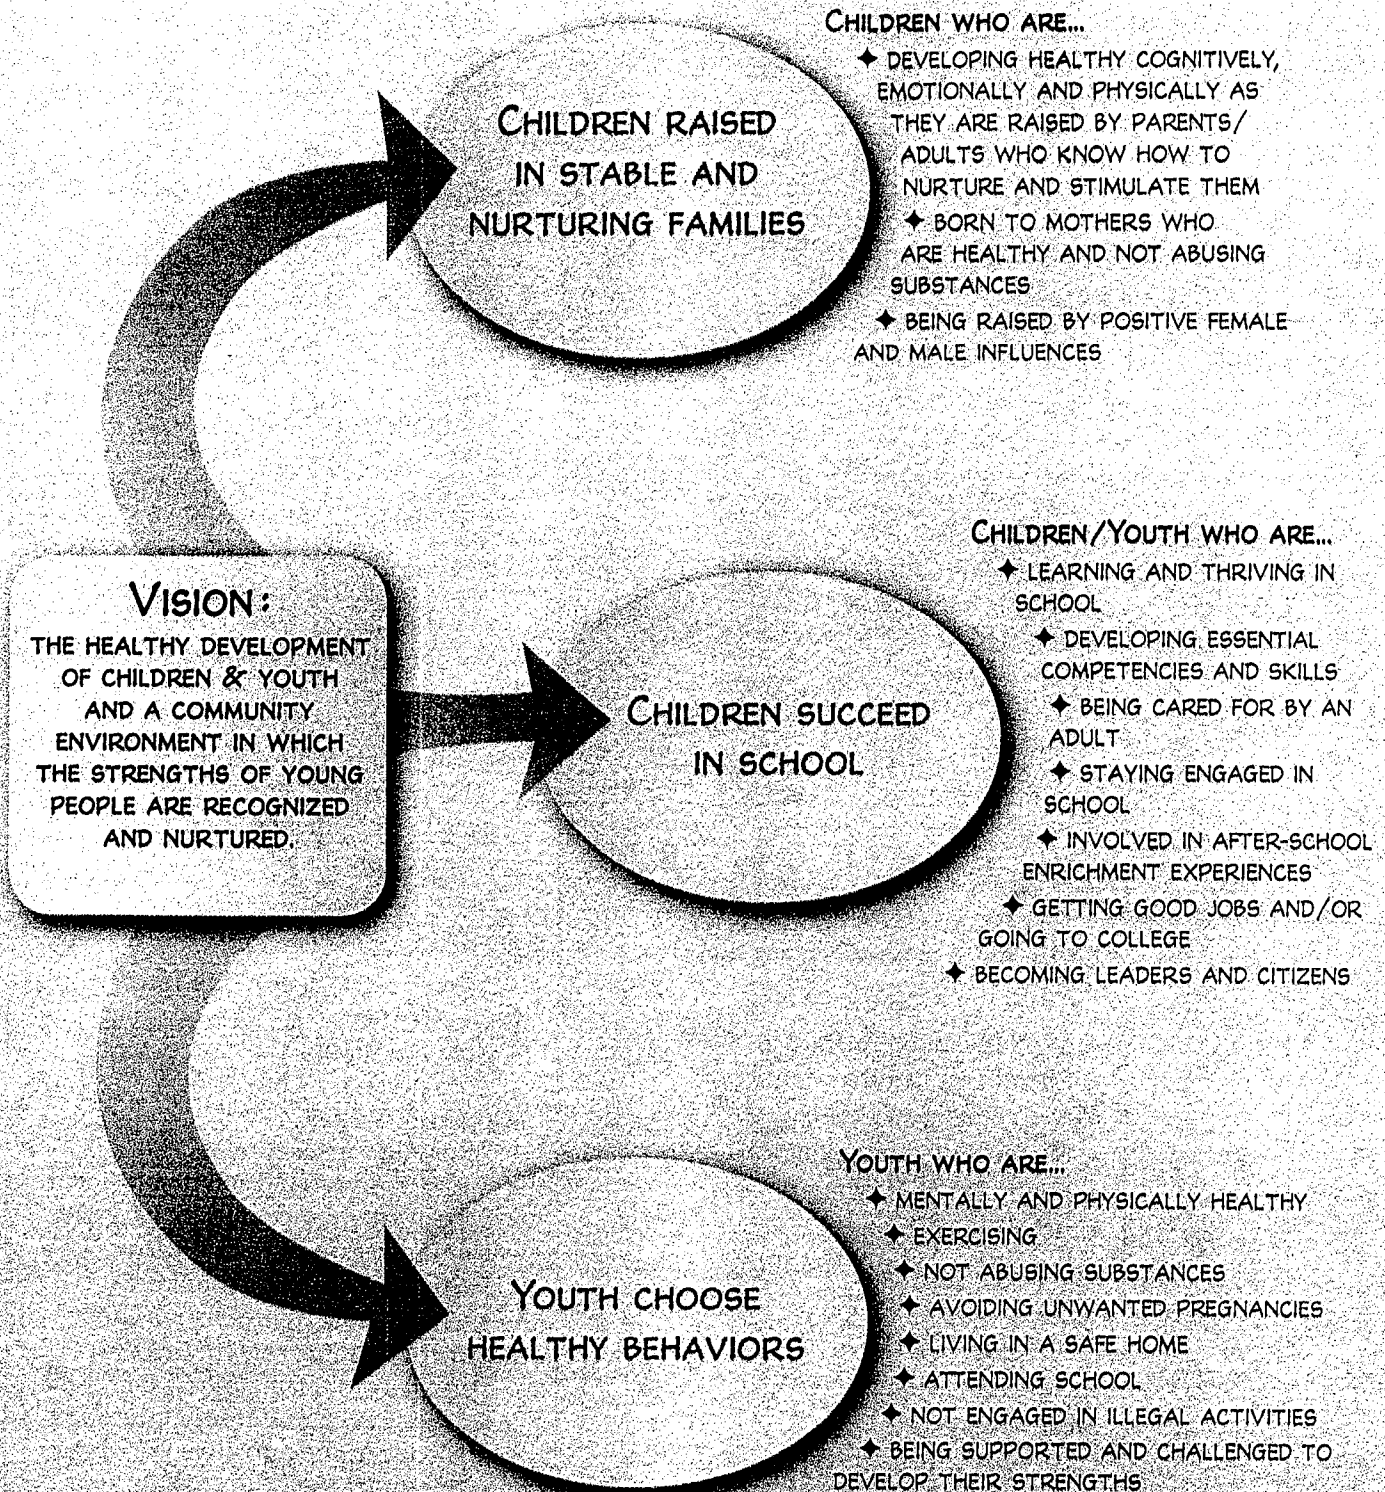 CHILDREN WHO ARE...
✦ DEVELOPING HEALTHY COGNITIVELY,
EMOTIONALLY AND PHYSICALLY AS
THEY ARE RAISED BY PARENTS/
ADULTS WHO KNOW HOW TO
NURTURE AND STIMULATE THEM
✦ BORN TO MOTHERS WHO
ARE HEALTHY AND NOT ABUSING
SUBSTANCES
✦ BEING RAISED BY POSITIVE FEMALE
AND MALE INFLUENCES
CHILDREN RAISED
IN STABLE AND
NURTURING FAMILIES
VISION:
THE HEALTHY DEVELOPMENT
OF CHILDREN & YOUTH
AND A COMMUNITY
ENVIRONMENT IN WHICH
THE STRENGTHS OF YOUNG
PEOPLE ARE RECOGNIZED
AND NURTURED.
CHILDREN SUCCEED
IN SCHOOL
CHILDREN/YOUTH WHO ARE...
✦ LEARNING AND THRIVING IN
SCHOOL
✦ DEVELOPING ESSENTIAL
COMPETENCIES AND SKILLS
✦ BEING CARED FOR BY AN
ADULT
✦ STAYING ENGAGED IN
SCHOOL
✦ INVOLVED IN AFTER-SCHOOL
ENRICHMENT EXPERIENCES
✦ GETTING GOOD JOBS AND/OR
GOING TO COLLEGE
✦ BECOMING LEADERS AND CITIZENS
YOUTH CHOOSE
HEALTHY BEHAVIORS
YOUTH WHO ARE...
✦ MENTALLY AND PHYSICALLY HEALTHY
✦ EXERCISING
✦ NOT ABUSING SUBSTANCES
✦ AVOIDING UNWANTED PREGNANCIES
✦ LIVING IN A SAFE HOME
✦ ATTENDING SCHOOL
✦ NOT ENGAGED IN ILLEGAL ACTIVITIES
✦ BEING SUPPORTED AND CHALLENGED TO
DEVELOP THEIR STRENGTHS